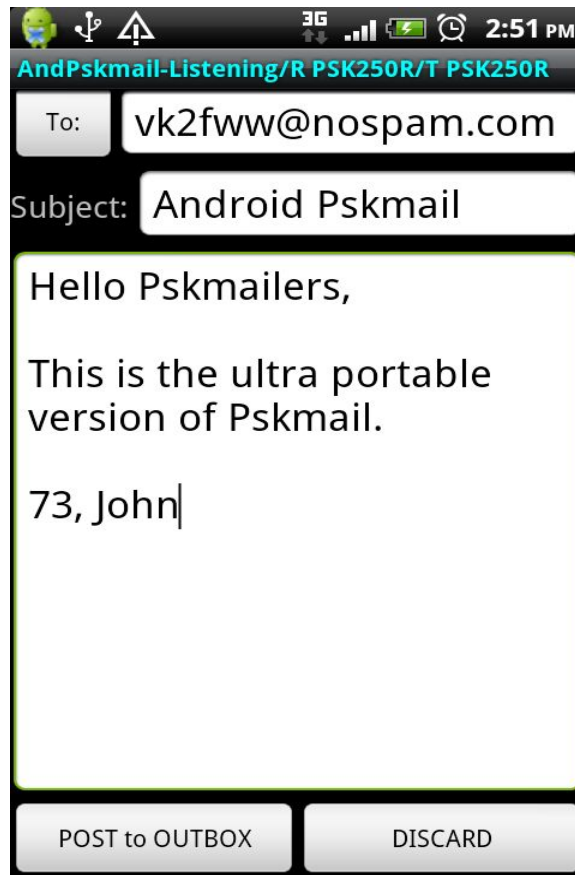 3G 2:51 PM
AndPskmail-Listening/R PSK250R/T PSK250R
To: vk2fww@nospam.com
Subject: Android Pskmail
Hello Pskmailers,
This is the ultra portable
version of Pskmail.
73, John
POST to OUTBOX DISCARD